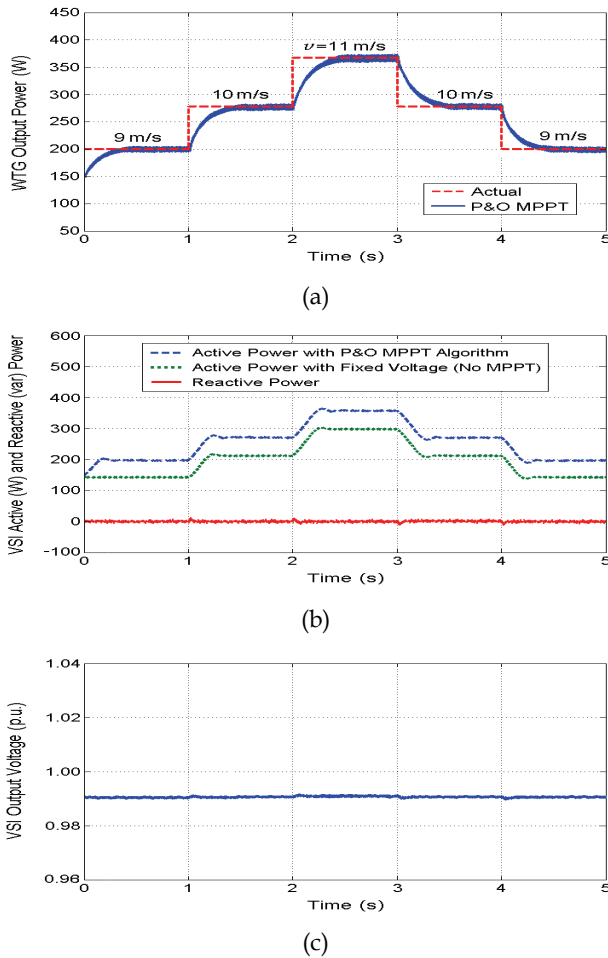 450
400
350
300
250
200
150
100
50
WTG Output Power (W)
9 m/s
10 m/s
υ=11 m/s
10 m/s
9 m/s
Actual
P&O MPPT
0 1 2 3 4 5
Time (s)
(a)
600
500
400
300
200
100
0
-100
VSI Active (W) and Reactive (var) Power
Active Power with P&O MPPT Algorithm
Active Power with Fixed Voltage (No MPPT)
Reactive Power
0 1 2 3 4 5
Time (s)
(b)
1.04
1.02
1.00
0.98
0.96
VSI Output Voltage (p.u.)
0 1 2 3 4 5
Time (s)
(c)